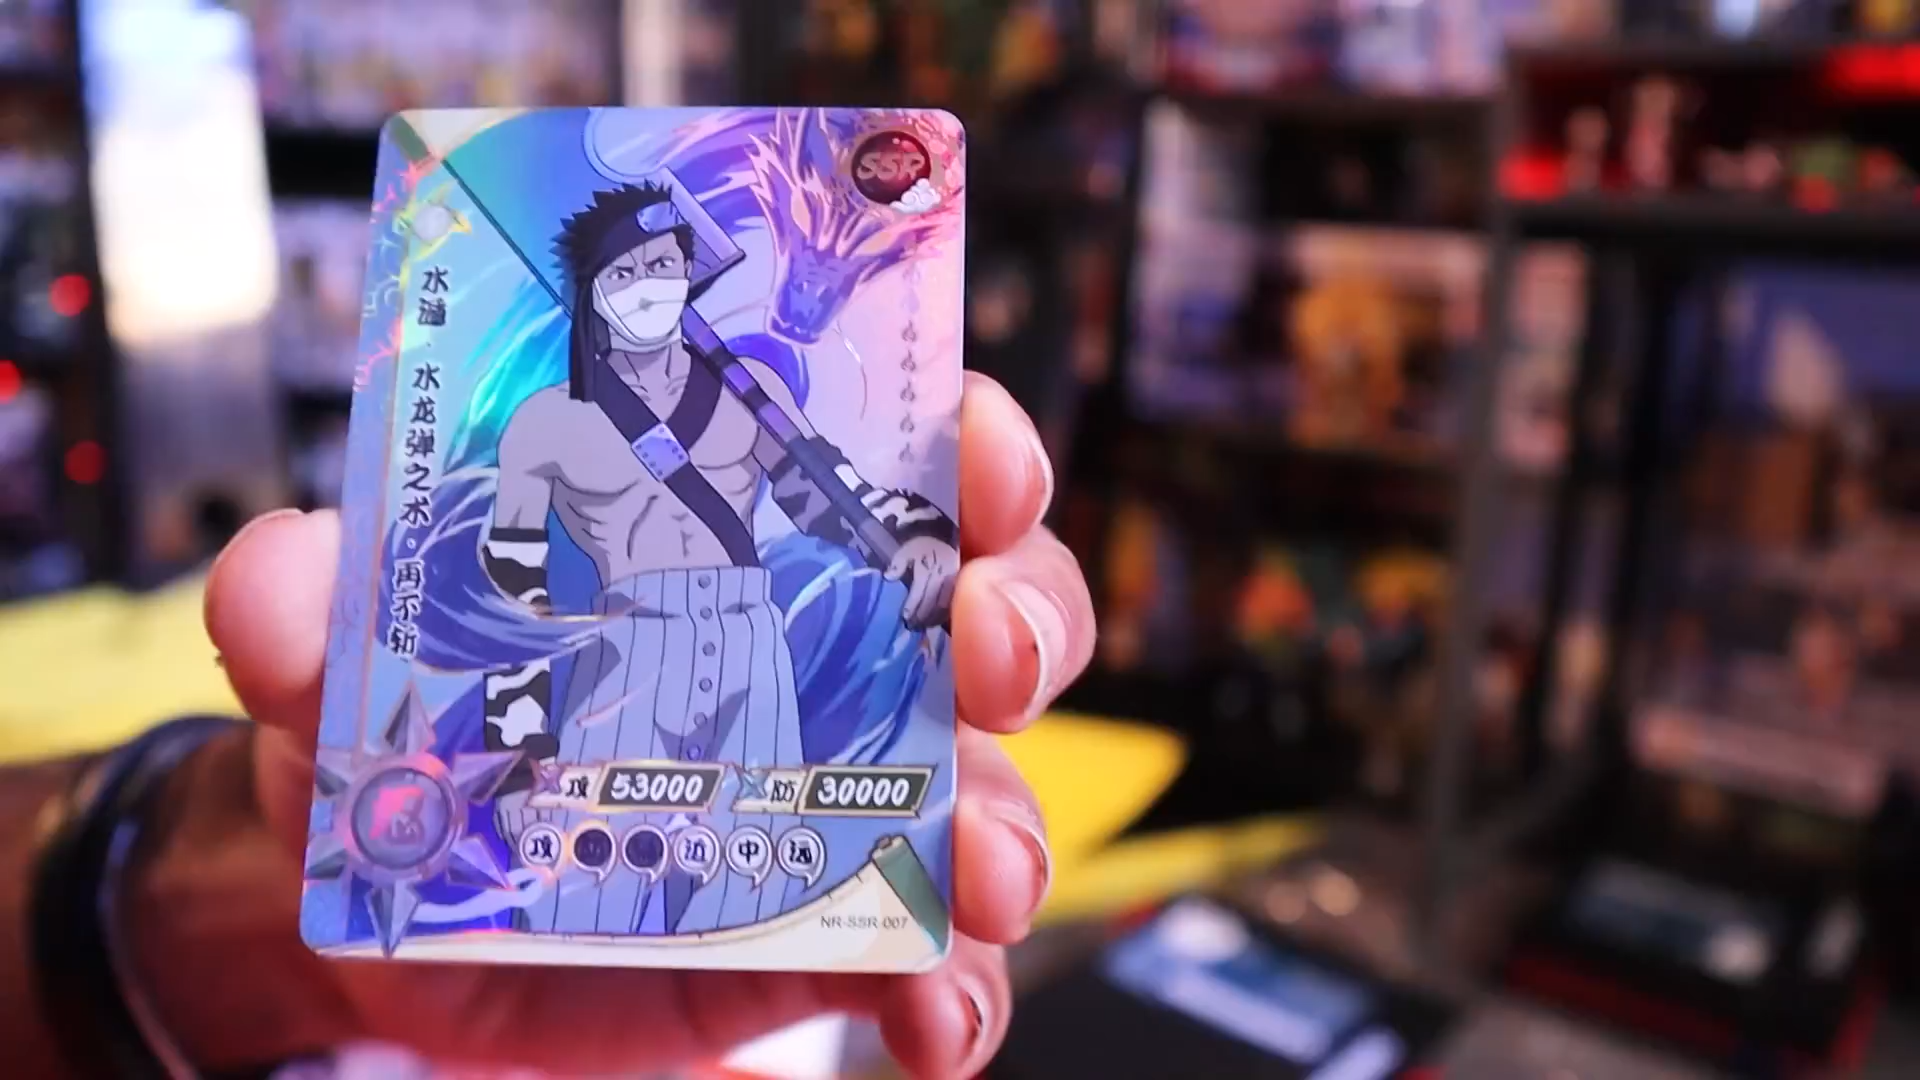 SSR
水遁·水龙弹之术。再不斩
攻 53000 防 30000
攻 近 中 远
NR-SSR-007